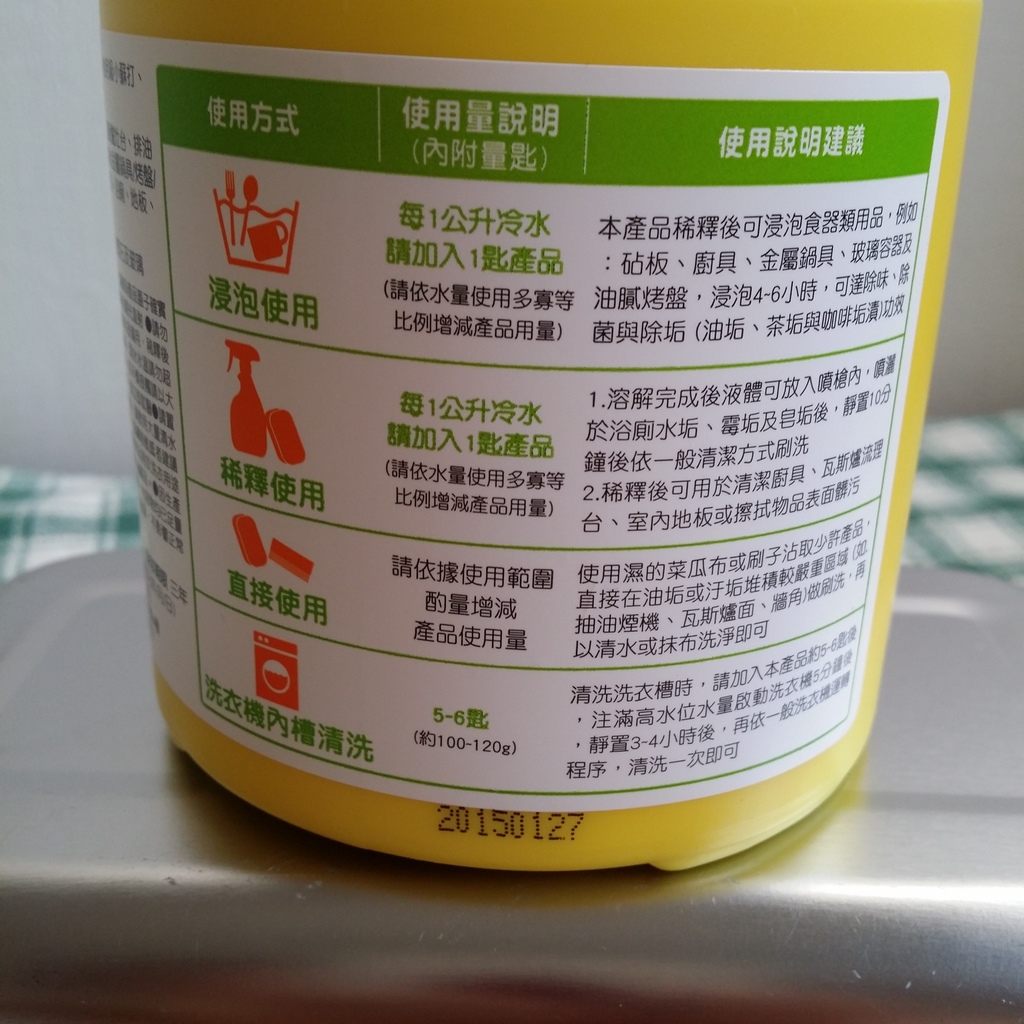 使用方式
使用量說明
(內附量匙)
使用說明建議
浸泡使用
每1公升冷水
請加入1匙產品
(請依水量使用多寡等
比例增減產品用量)
本產品稀釋後可浸泡食器類用品，例如
：砧板、廚具、金屬鍋具、玻璃容器及
油膩烤盤，浸泡4~6小時，可達除味、除
菌與除垢 (油垢、茶垢與咖啡垢漬)功效
稀釋使用
每1公升冷水
請加入1匙產品
(請依水量使用多寡等
比例增減產品用量)
1.溶解完成後液體可放入噴槍內，噴灑
於浴廁水垢、霉垢及皂垢後，靜置10分
鐘後依一般清潔方式刷洗
2.稀釋後可用於清潔廚具、瓦斯爐流理
台、室內地板或擦拭物品表面髒污
直接使用
請依據使用範圍
酌量增減
產品使用量
使用濕的菜瓜布或刷子沾取少許產品，
直接在油垢或汙垢堆積較嚴重區域 (如.
抽油煙機、瓦斯爐面、牆角)做刷洗，再
以清水或抹布洗淨即可
洗衣機內槽清洗
5-6匙
(約100-120g)
清洗洗衣槽時，請加入本產品約5-6匙後
，注滿高水位水量啟動洗衣機5分鐘後
，靜置3-4小時後，再依一般洗衣機運轉
程序，清洗一次即可
20150127
小蘇打、
台、排油
鍋具/烤盤/
、地板、
三年